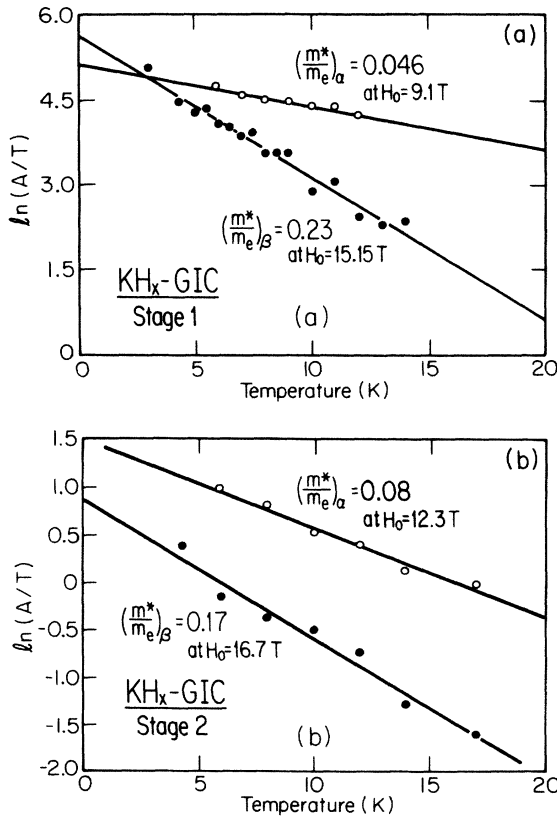 6.0
(a)
(m*/me)α = 0.046
at H₀ = 9.1 T
4.5
ln (A/T)
3.0
(m*/me)β = 0.23
at H₀ = 15.15 T
1.5
KHx-GIC
Stage 1
(a)
0
5
10
15
20
Temperature (K)
1.5
(b)
1.0
(m*/me)α = 0.08
at H₀ = 12.3 T
0.5
0
ln (A/T)
(m*/me)β = 0.17
at H₀ = 16.7 T
-0.5
-1.0
KHx-GIC
Stage 2
(b)
-1.5
-2.0
0
5
10
15
20
Temperature (K)